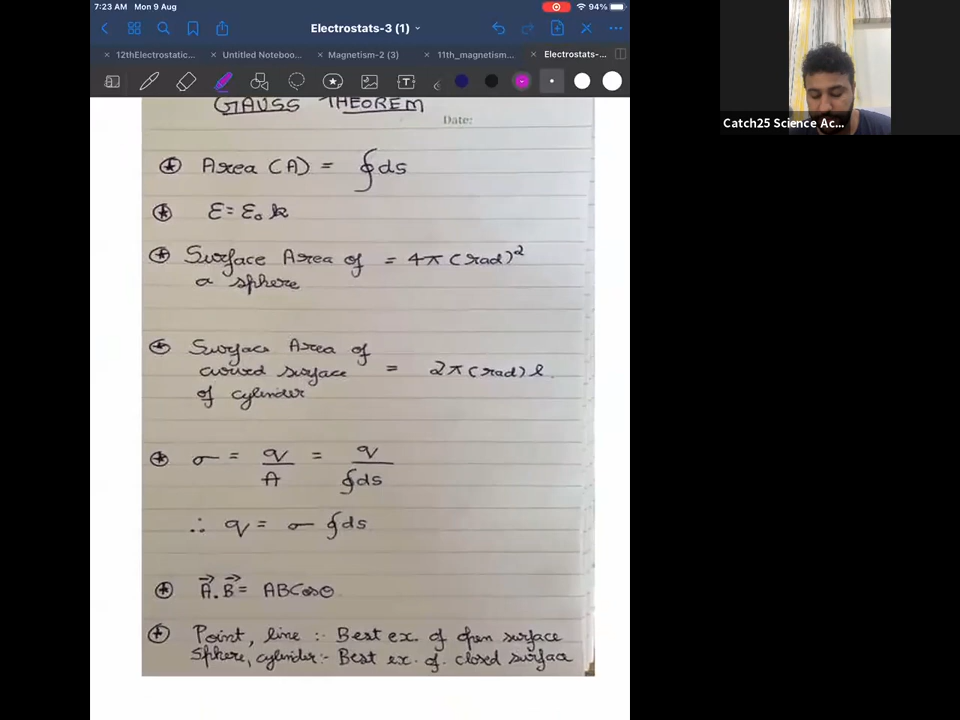 7:23 AM Mon 9 Aug
94%
Electrostats-3 (1)
12thElectrostatic...
Untitled Noteboo...
Magnetism-2 (3)
11th_magnetism...
Electrostats-...
Catch25 Science Ac...
GAUSS THEOREM
Date:
Area (A) = ∮ds
ε = ε₀ k
Surface Area of = 4π (rad)²
a sphere
Surface Area of
curved surface = 2π (rad) l
of cylinder
σ = q/A = q/∮ds
∴ q = σ ∮ds
A⃗.B⃗ = ABCosθ
Point, line :- Best ex. of open surface
Sphere, cylinder:- Best ex. of closed surface